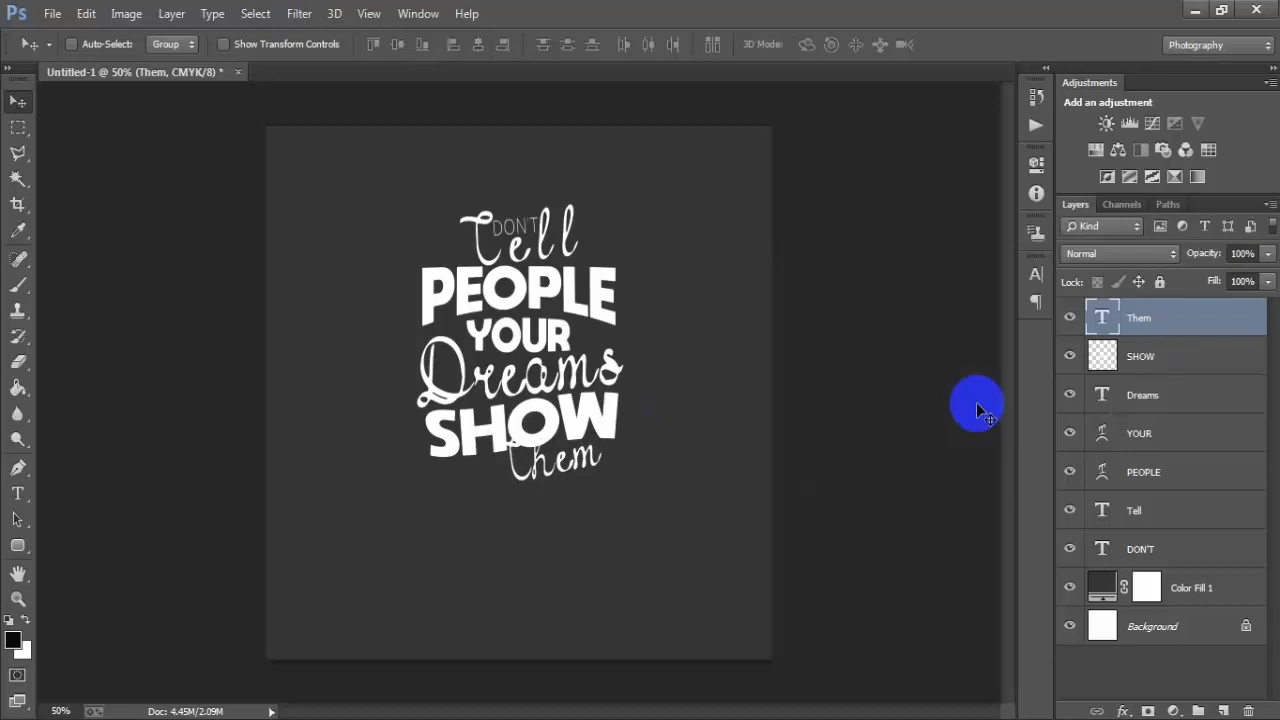 Ps File Edit Image Layer Type Select Filter 3D View Window Help
Auto-Select: Group Show Transform Controls 3D Mode: Photography
Untitled-1 @ 50% (Them, CMYK/8) * ×
DON'T
Tell
PEOPLE
YOUR
Dreams
SHOW
Them
Adjustments
Add an adjustment
Layers Channels Paths
Kind
Normal Opacity: 100%
Lock: Fill: 100%
Them
SHOW
Dreams
YOUR
PEOPLE
Tell
DON'T
Color Fill 1
Background
50% Doc: 4.45M/2.09M